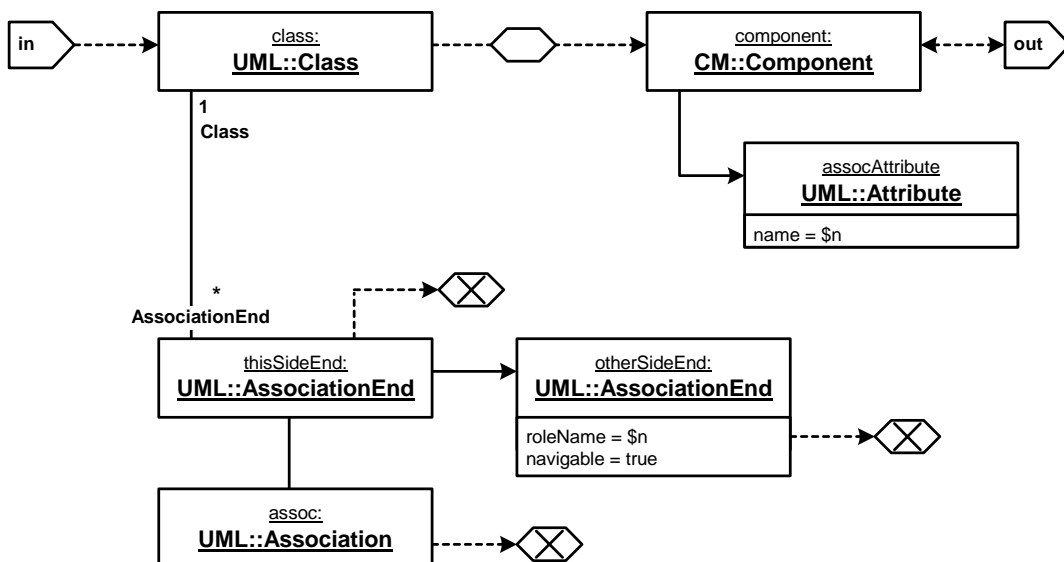 in
class:
UML::Class
component:
CM::Component
out
1
Class
assocAttribute
UML::Attribute
name = $n
*
AssociationEnd
thisSideEnd:
UML::AssociationEnd
otherSideEnd:
UML::AssociationEnd
roleName = $n
navigable = true
assoc:
UML::Association